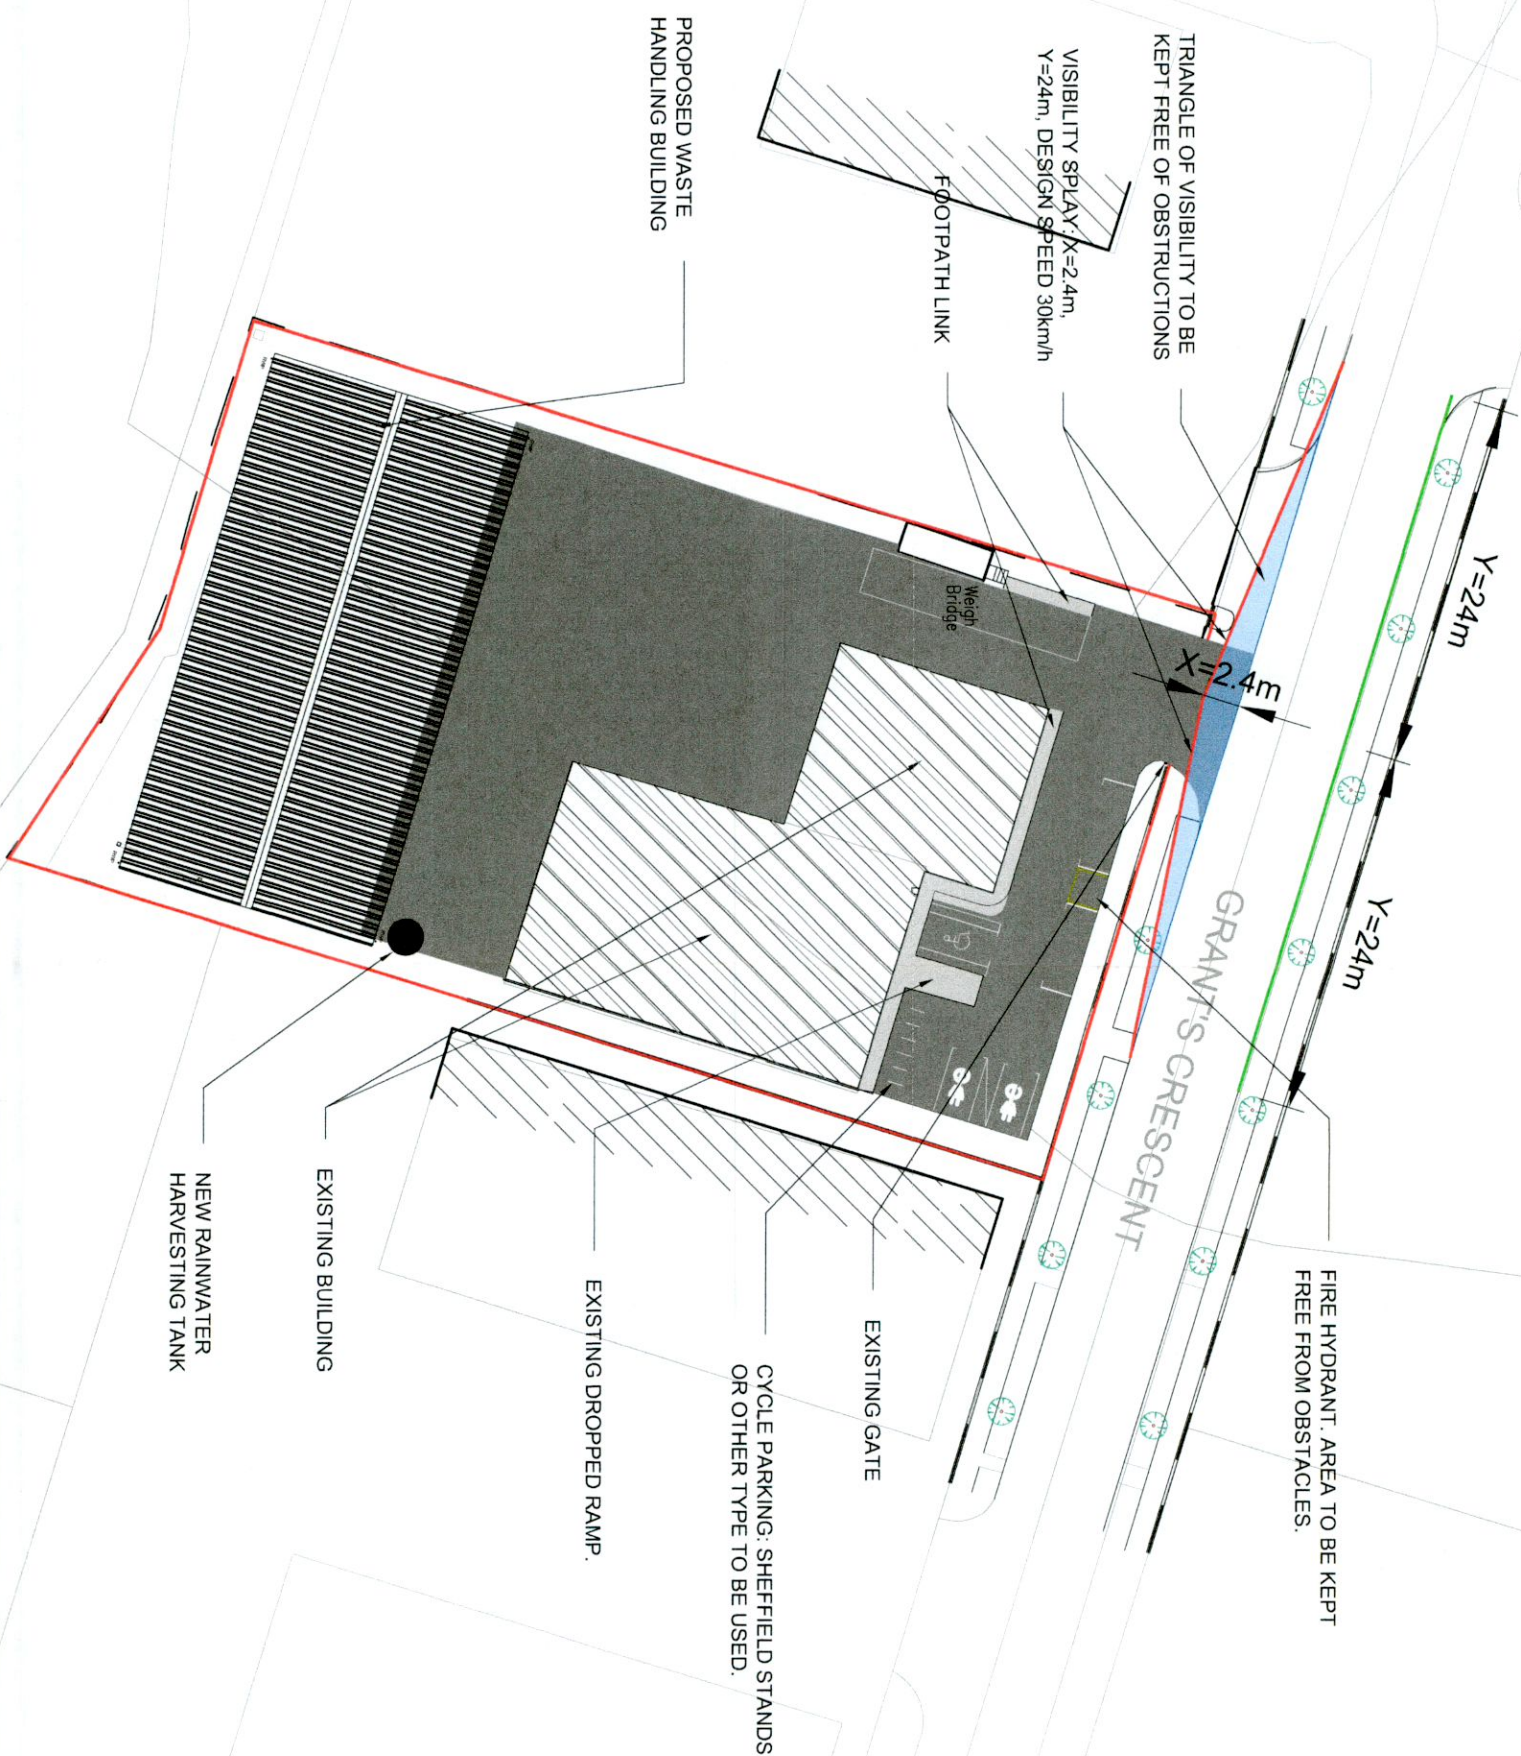 TRIANGLE OF VISIBILITY TO BE
KEPT FREE OF OBSTRUCTIONS
VISIBILITY SPLAY: X=2.4m,
Y=24m, DESIGN SPEED 30km/h
FOOTPATH LINK
PROPOSED WASTE
HANDLING BUILDING
Y=24m
Y=24m
X=2.4m
Weigh
Bridge
GRANT'S CRESCENT
e
e
FIRE HYDRANT. AREA TO BE KEPT
FREE FROM OBSTACLES.
EXISTING GATE
CYCLE PARKING: SHEFFIELD STANDS
OR OTHER TYPE TO BE USED.
EXISTING DROPPED RAMP.
EXISTING BUILDING
NEW RAINWATER
HARVESTING TANK